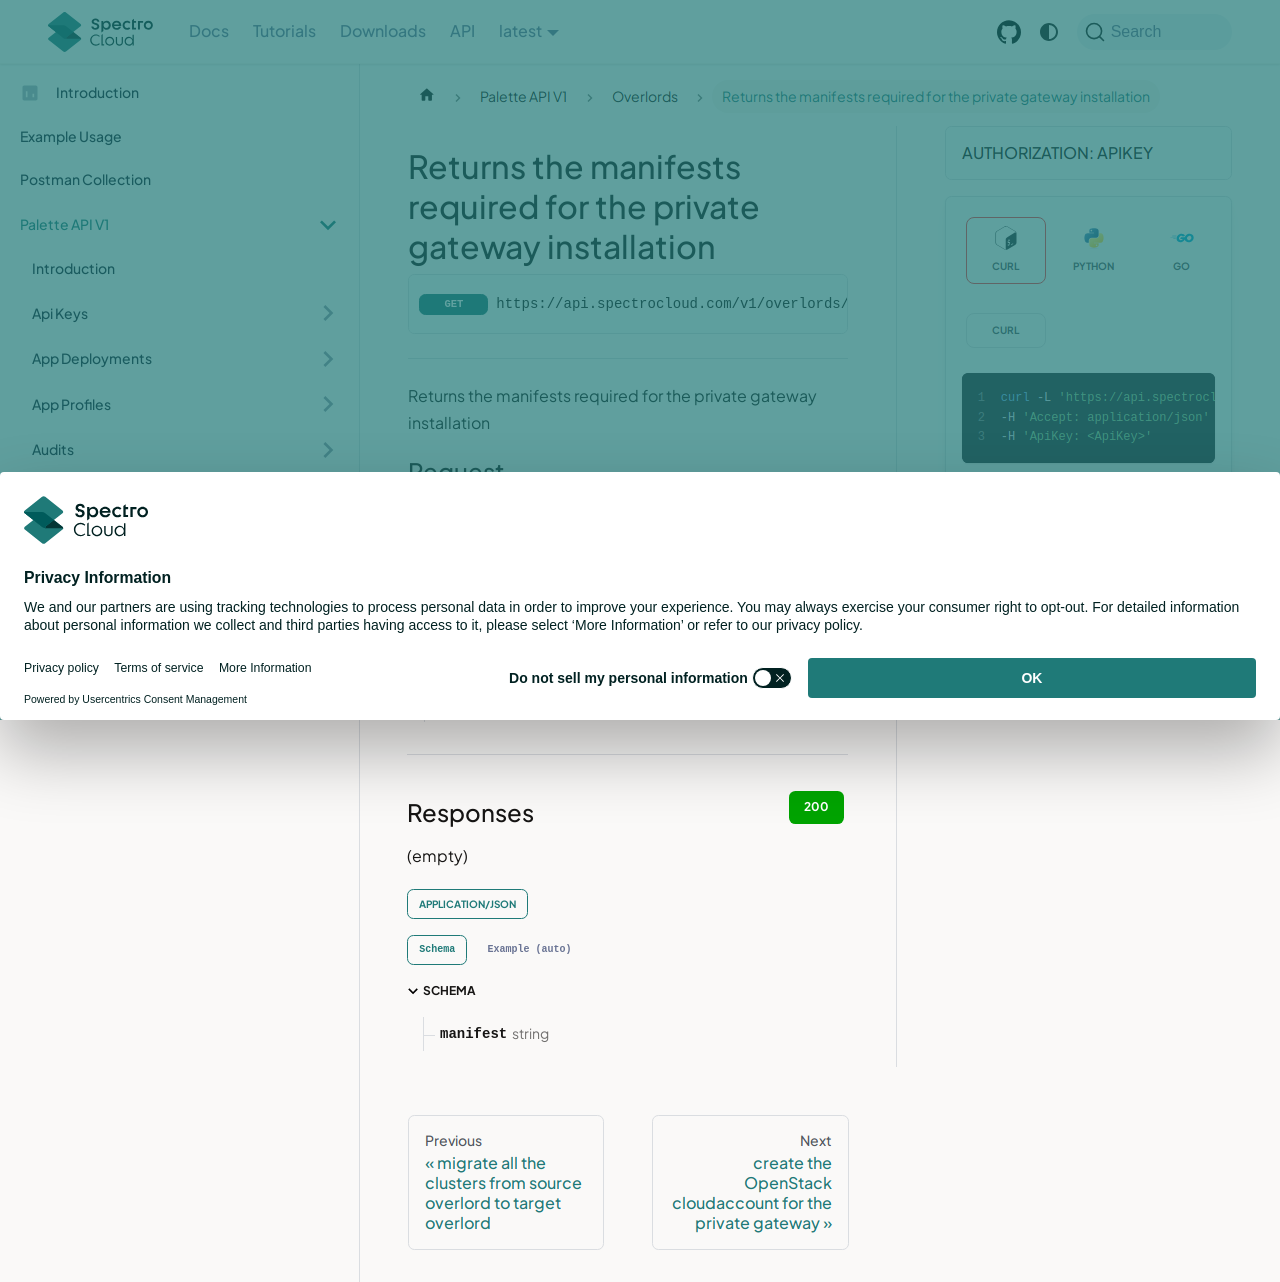 Spectro Cloud
Docs
Tutorials
Downloads
API
latest
Search
Introduction
Example Usage
Postman Collection
Palette API V1
Introduction
Api Keys
App Deployments
App Profiles
Audits
Palette API V1
Overlords
Returns the manifests required for the private gateway installation
Returns the manifests
required for the private
gateway installation
GET https://api.spectrocloud.com/v1/overlords/
Returns the manifests required for the private gateway
installation
Request
AUTHORIZATION: APIKEY
CURL
PYTHON
GO
CURL
1 curl -L 'https://api.spectrocl
2 -H 'Accept: application/json'
3 -H 'ApiKey: <ApiKey>'
Spectro
Cloud
Privacy Information
We and our partners are using tracking technologies to process personal data in order to improve your experience. You may always exercise your consumer right to opt-out. For detailed information
about personal information we collect and third parties having access to it, please select ‘More Information’ or refer to our privacy policy.
Privacy policy
Terms of service
More Information
Powered by Usercentrics Consent Management
Do not sell my personal information
OK
Responses
200
(empty)
APPLICATION/JSON
Schema
Example (auto)
SCHEMA
manifest string
Previous
« migrate all the
clusters from source
overlord to target
overlord
Next
create the
OpenStack
cloudaccount for the
private gateway »